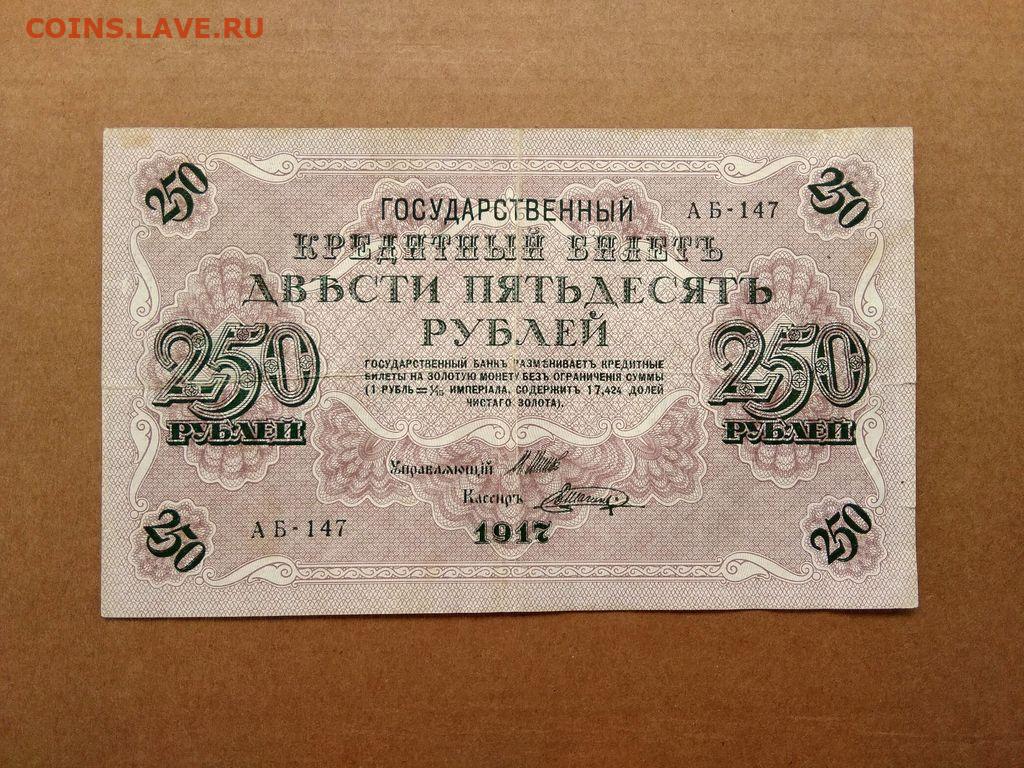 COINS.LAVE.RU
250 250
ГОСУДАРСТВЕННЫЙ АБ-147
КРЕДИТНЫЙ БИЛЕТЪ
ДВѢСТИ ПЯТЬДЕСЯТЪ
РУБЛЕЙ
250 250
РУБЛЕЙ РУБЛЕЙ
ГОСУДАРСТВЕННЫЙ БАНКЪ РАЗМѢНИВАЕТЪ КРЕДИТНЫЕ
БИЛЕТЫ НА ЗОЛОТУЮ МОНЕТУ БЕЗЪ ОГРАНИЧЕНІЯ СУММЫ
(1 РУБЛЬ = 1/15 ИМПЕРІАЛА, СОДЕРЖИТЪ 17,424 ДОЛЕЙ
ЧИСТАГО ЗОЛОТА).
Управляющій
Кассиръ
АБ-147 1917
250 250